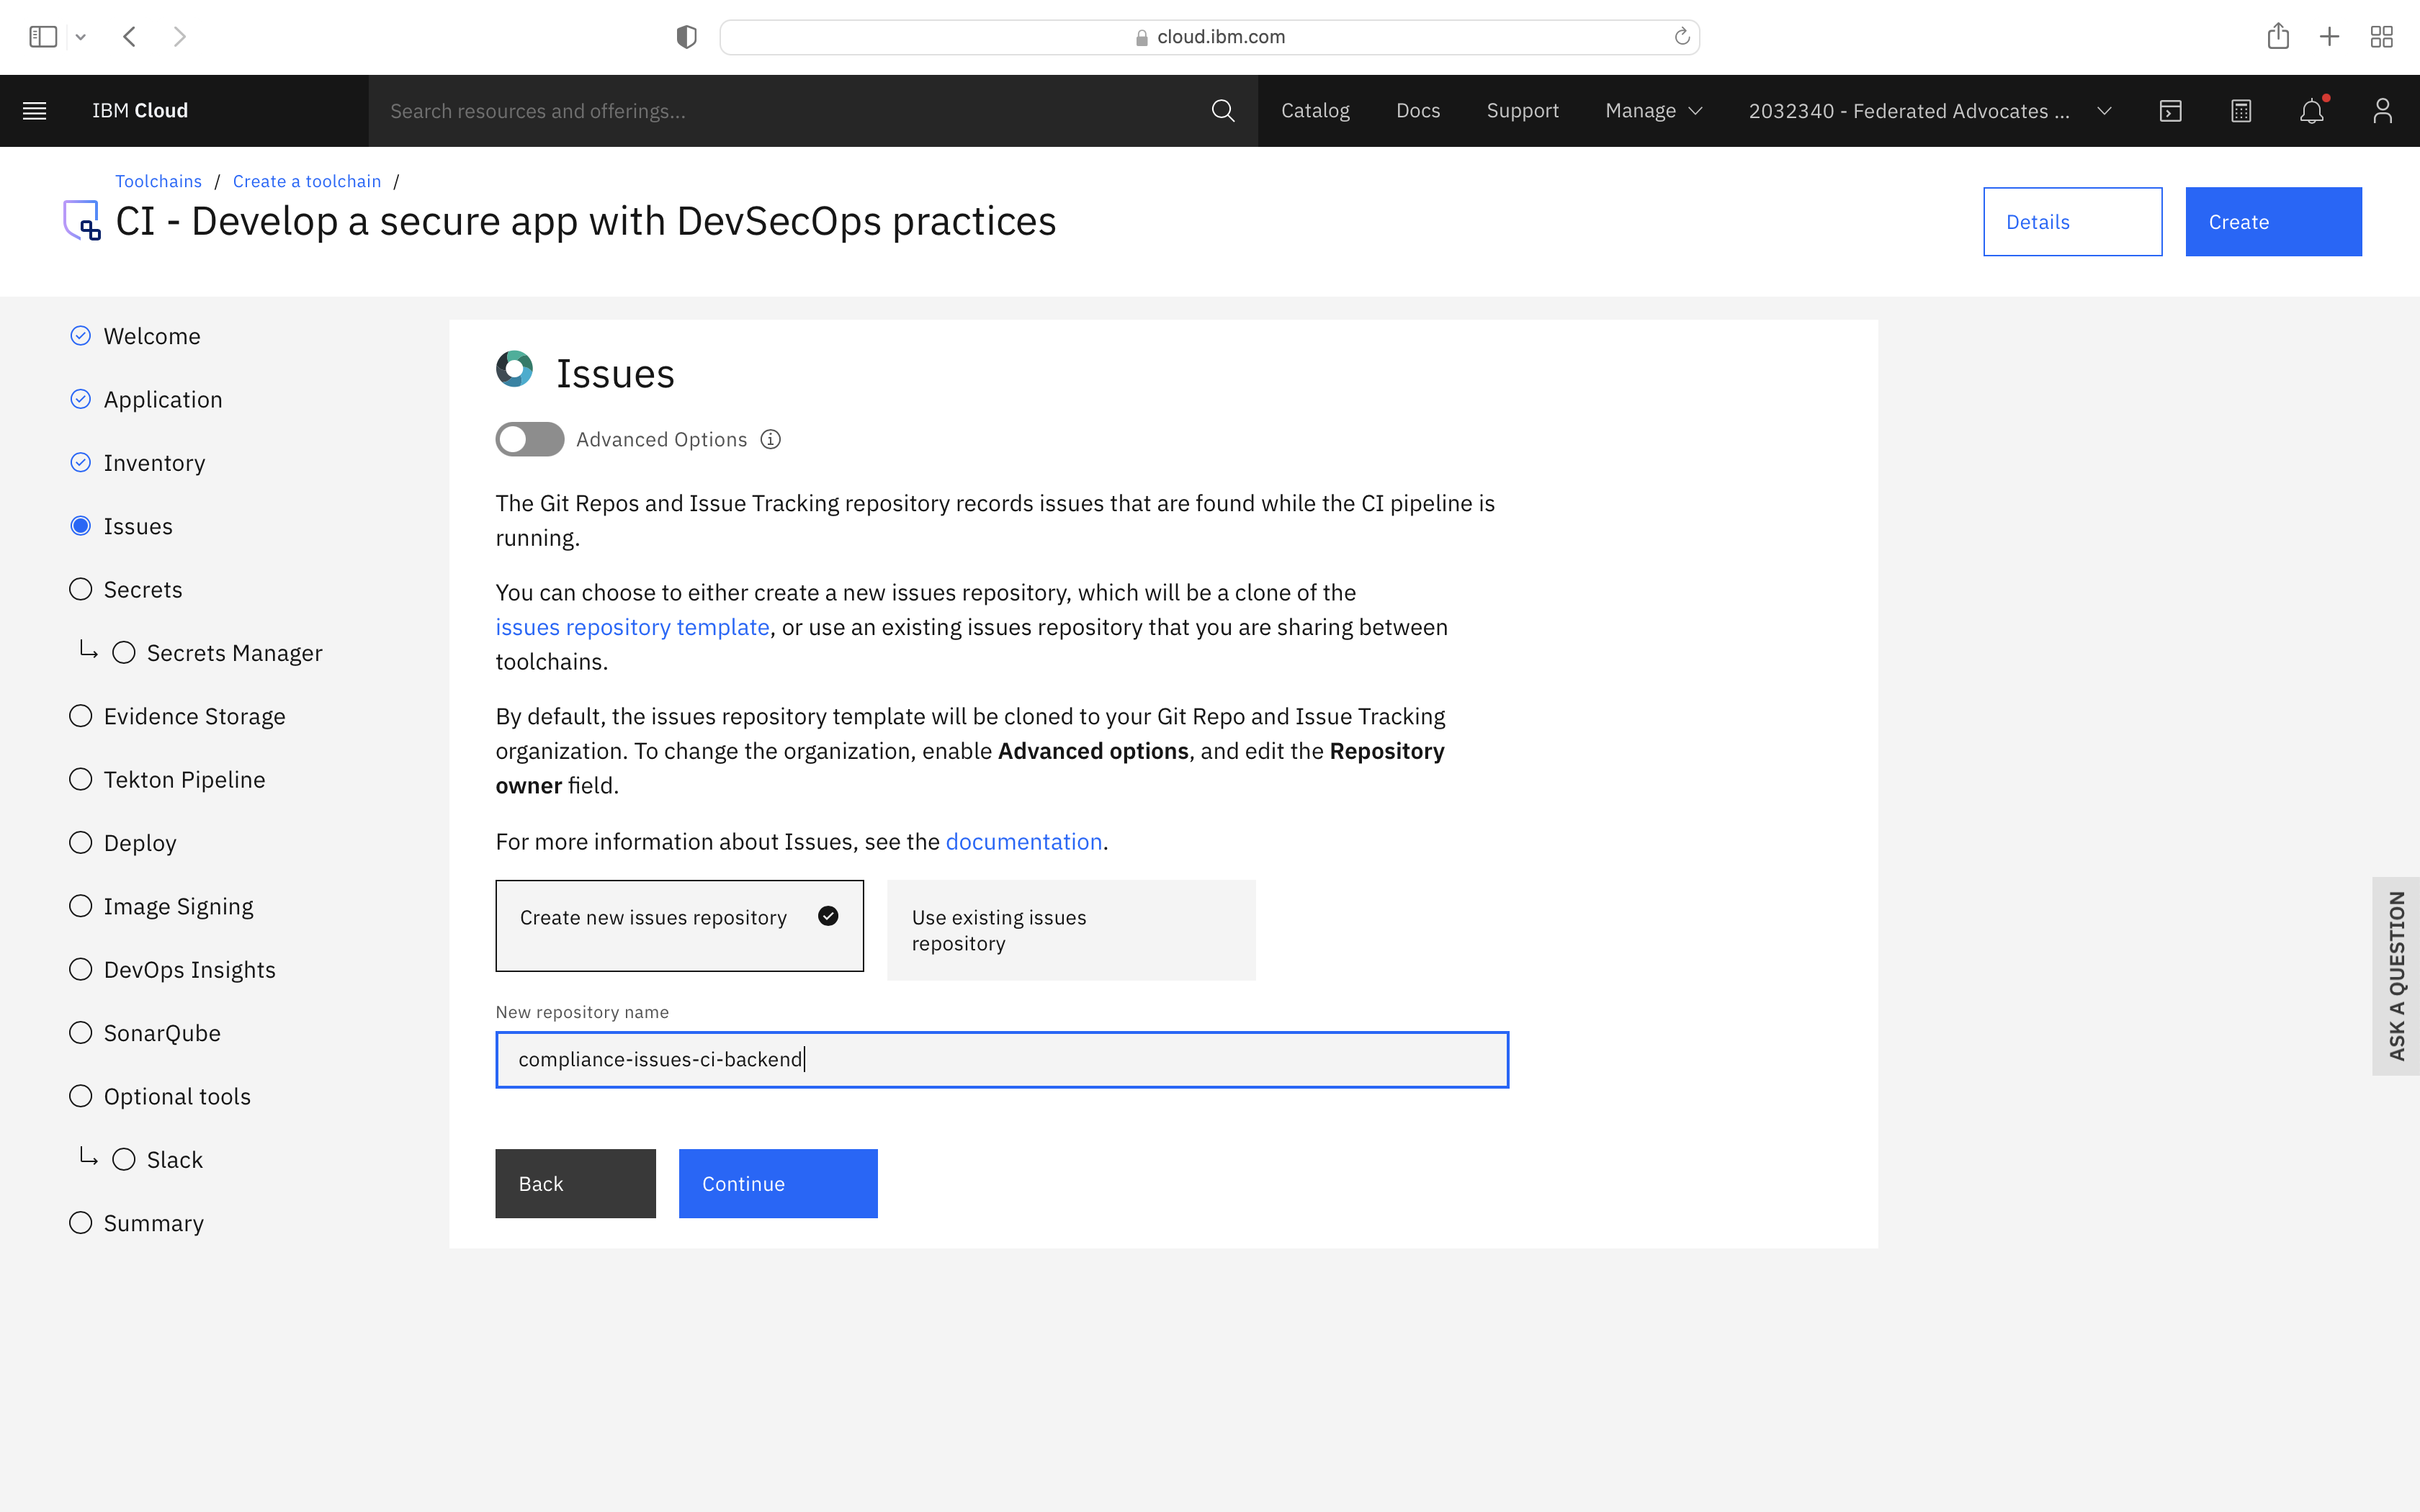 cloud.ibm.com
IBM Cloud
Search resources and offerings...
Catalog
Docs
Support
Manage
2032340 - Federated Advocates ...
Toolchains / Create a toolchain /
CI - Develop a secure app with DevSecOps practices
Details
Create
Welcome
Application
Inventory
Issues
Secrets
Secrets Manager
Evidence Storage
Tekton Pipeline
Deploy
Image Signing
DevOps Insights
SonarQube
Optional tools
Slack
Summary
Issues
Advanced Options
The Git Repos and Issue Tracking repository records issues that are found while the CI pipeline is
running.
You can choose to either create a new issues repository, which will be a clone of the
issues repository template, or use an existing issues repository that you are sharing between
toolchains.
By default, the issues repository template will be cloned to your Git Repo and Issue Tracking
organization. To change the organization, enable Advanced options, and edit the Repository
owner field.
For more information about Issues, see the documentation.
Create new issues repository
Use existing issues
repository
New repository name
compliance-issues-ci-backend
Back
Continue
ASK A QUESTION